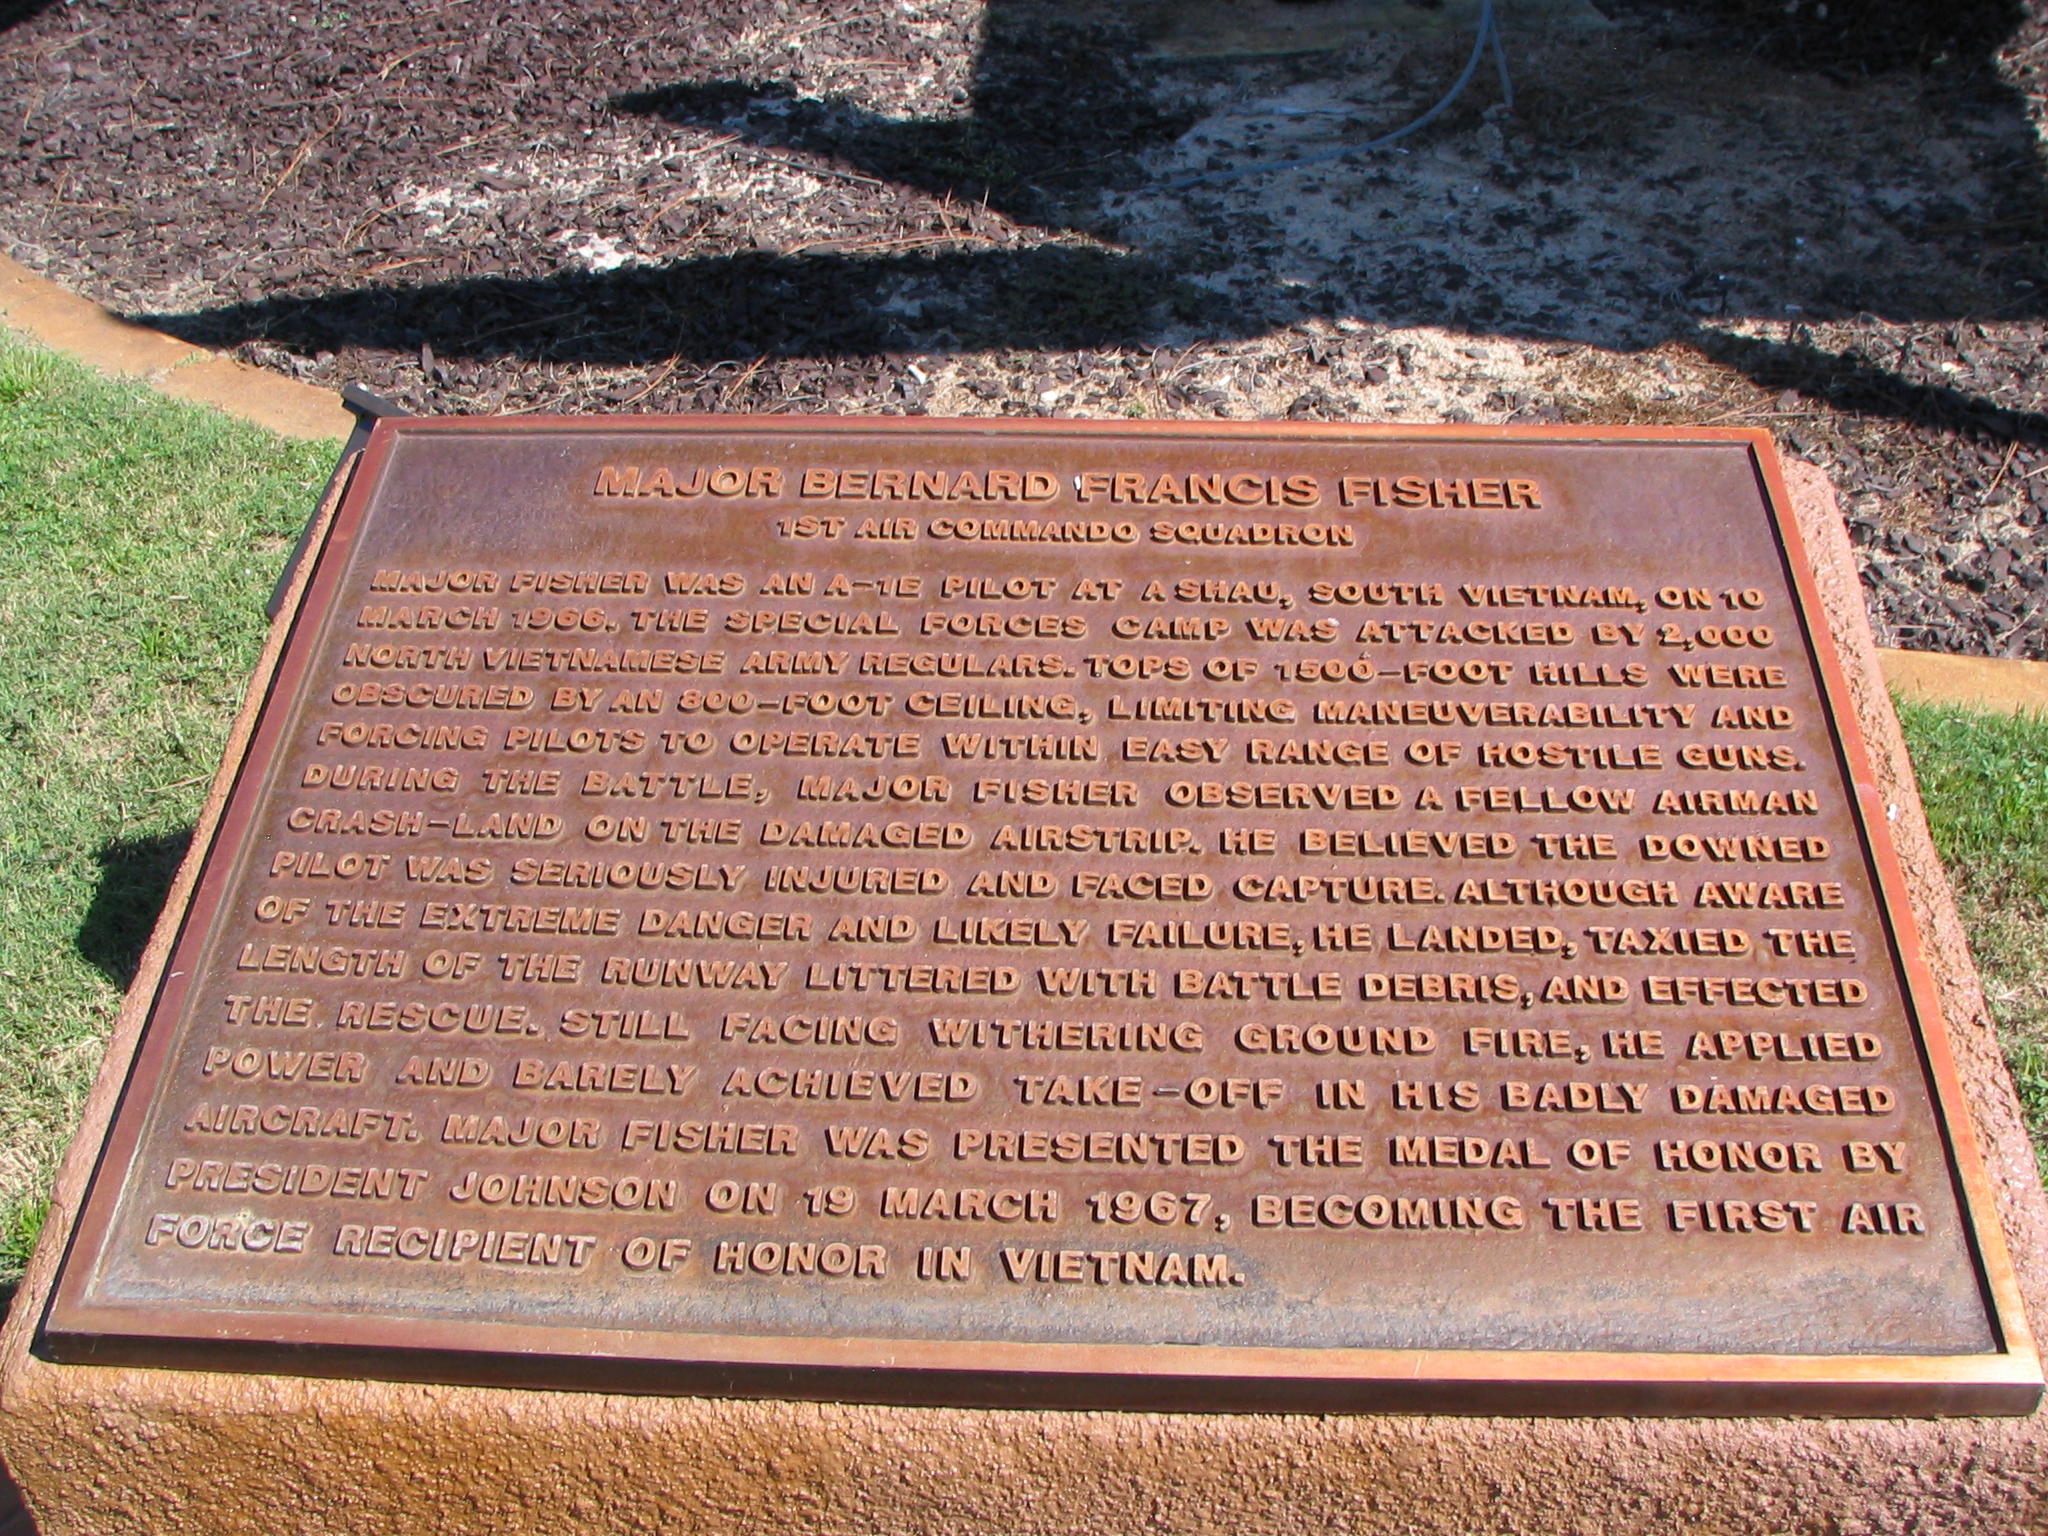 MAJOR BERNARD FRANCIS FISHER
1ST AIR COMMANDO SQUADRON
MAJOR FISHER WAS AN A-1E PILOT AT A SHAU, SOUTH VIETNAM, ON 10
MARCH 1966. THE SPECIAL FORCES CAMP WAS ATTACKED BY 2,000
NORTH VIETNAMESE ARMY REGULARS. TOPS OF 1500-FOOT HILLS WERE
OBSCURED BY AN 800-FOOT CEILING, LIMITING MANEUVERABILITY AND
FORCING PILOTS TO OPERATE WITHIN EASY RANGE OF HOSTILE GUNS.
DURING THE BATTLE, MAJOR FISHER OBSERVED A FELLOW AIRMAN
CRASH-LAND ON THE DAMAGED AIRSTRIP. HE BELIEVED THE DOWNED
PILOT WAS SERIOUSLY INJURED AND FACED CAPTURE. ALTHOUGH AWARE
OF THE EXTREME DANGER AND LIKELY FAILURE, HE LANDED, TAXIED THE
LENGTH OF THE RUNWAY LITTERED WITH BATTLE DEBRIS, AND EFFECTED
THE RESCUE. STILL FACING WITHERING GROUND FIRE, HE APPLIED
POWER AND BARELY ACHIEVED TAKE-OFF IN HIS BADLY DAMAGED
AIRCRAFT. MAJOR FISHER WAS PRESENTED THE MEDAL OF HONOR BY
PRESIDENT JOHNSON ON 19 MARCH 1967, BECOMING THE FIRST AIR
FORCE RECIPIENT OF HONOR IN VIETNAM.